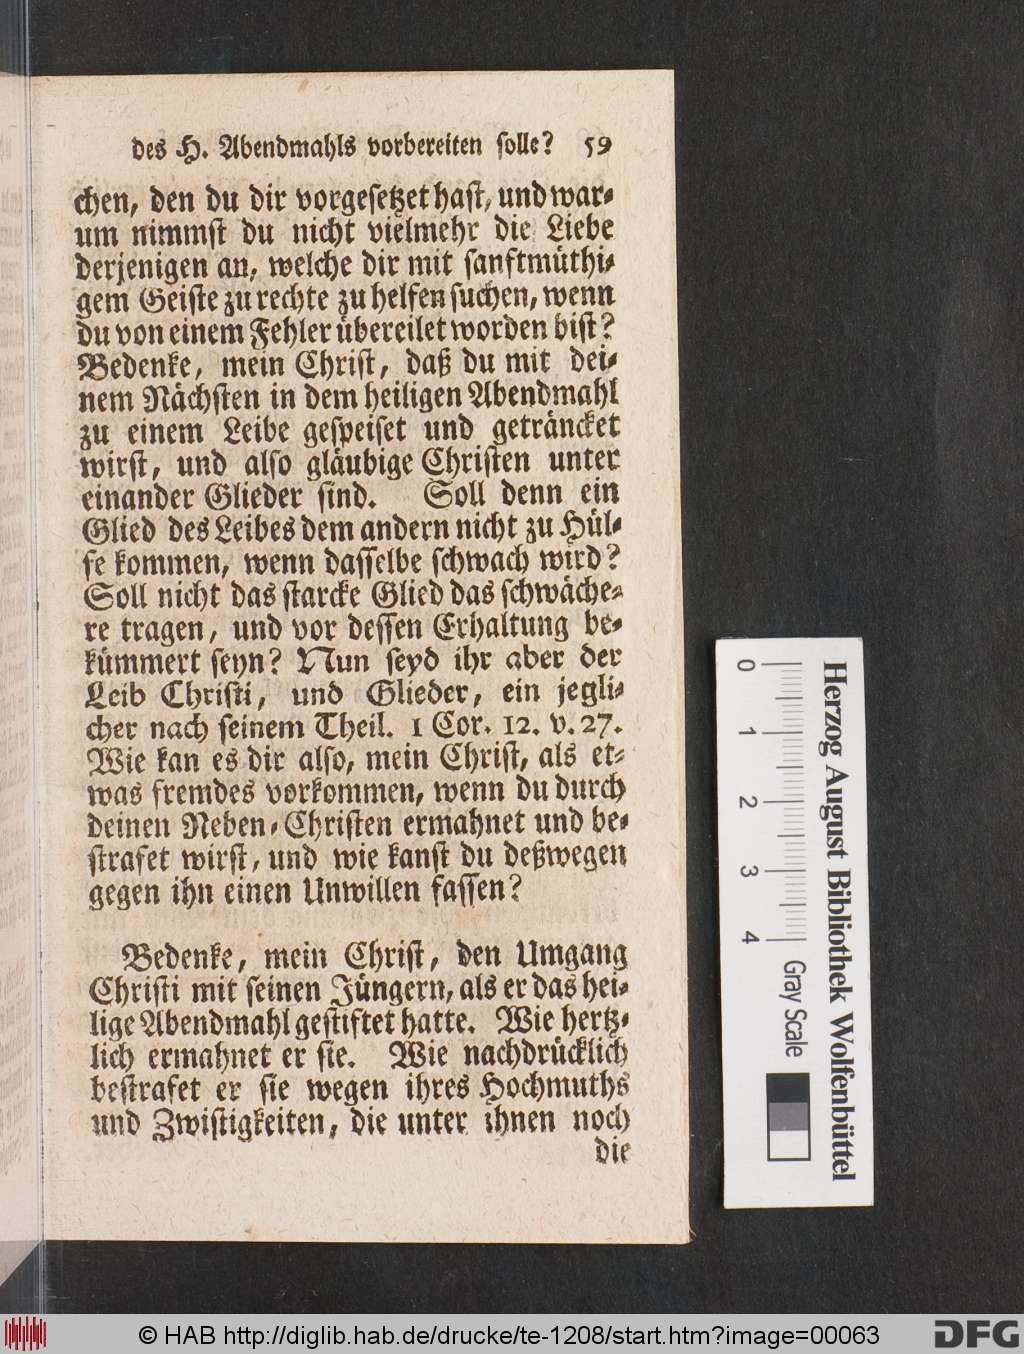 des H. Abendmahls vorbereiten solle? 59
chen, den du dir vorgesetzet hast, und war-
um nimmst du nicht vielmehr die Liebe
derjenigen an, welche dir mit sanftmüthi-
gem Geiste zu rechte zu helfen suchen, wenn
du von einem Fehler übereilet worden bist?
Bedenke, mein Christ, daß du mit dei-
nem Nächsten in dem heiligen Abendmahl
zu einem Leibe gespeiset und geträncket
wirst, und also gläubige Christen unter
einander Glieder sind. Soll denn ein
Glied des Leibes dem andern nicht zu Hül-
fe kommen, wenn dasselbe schwach wird?
Soll nicht das starcke Glied das schwäche-
re tragen, und vor dessen Erhaltung be-
kümmert seyn? Nun seyd ihr aber der
Leib Christi, und Glieder, ein jegli-
cher nach seinem Theil. 1 Cor. 12. v. 27.
Wie kan es dir also, mein Christ, als et-
was fremdes vorkommen, wenn du durch
deinen Neben-Christen ermahnet und be-
strafet wirst, und wie kanst du deßwegen
gegen ihn einen Unwillen fassen?
Bedenke, mein Christ, den Umgang
Christi mit seinen Jüngern, als er das hei-
lige Abendmahl gestiftet hatte. Wie hertz-
lich ermahnet er sie. Wie nachdrücklich
bestrafet er sie wegen ihres Hochmuths
und Zwistigkeiten, die unter ihnen noch
die
0 1 2 3 4
Gray Scale
Herzog August Bibliothek Wolfenbüttel
© HAB http://diglib.hab.de/drucke/te-1208/start.htm?image=00063
DFG